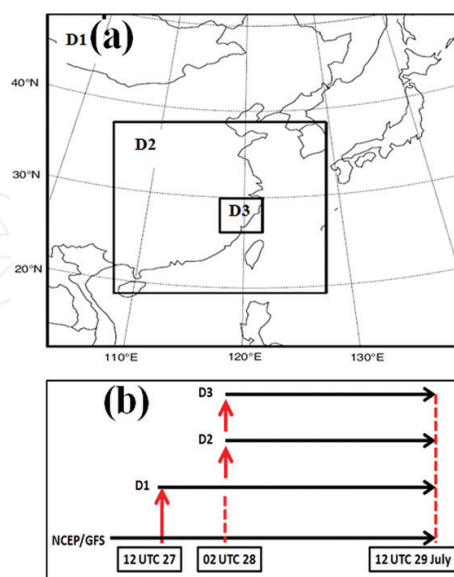 D1 (a)
40°N
D2
30°N
D3
20°N
110°E 120°E 130°E
(b)
D3
D2
D1
NCEP/GFS
12 UTC 27 02 UTC 28 12 UTC 29 July